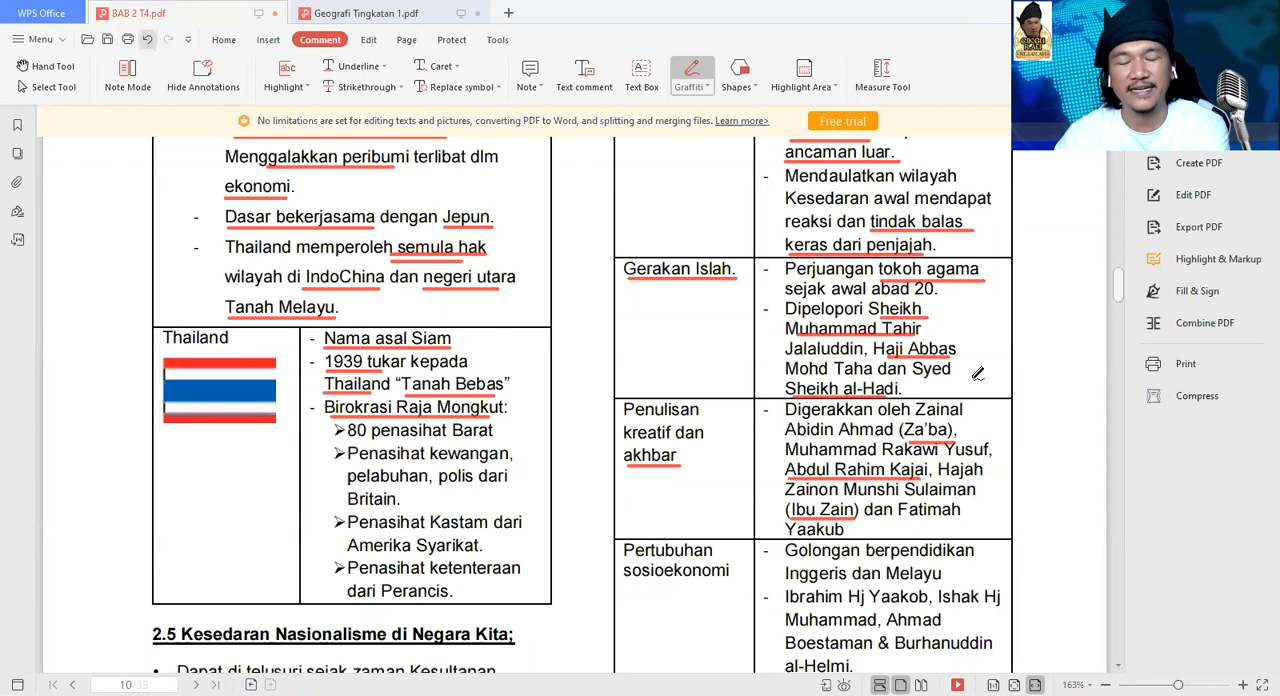 WPS Office
BAB 2 T4.pdf
Geografi Tingkatan 1.pdf
Menu
Home
Insert
Comment
Edit
Page
Protect
Tools
Hand Tool
Select Tool
Note Mode
Hide Annotations
Highlight
Underline
Strikethrough
Caret
Replace symbol
Note
Text comment
Text Box
Graffiti
Shapes
Highlight Area
Measure Tool
No limitations are set for editing texts and pictures, converting PDF to Word, and splitting and merging files. Learn more>
Free trial
Menggalakkan peribumi terlibat dlm
ekonomi.
- Dasar bekerjasama dengan Jepun.
- Thailand memperoleh semula hak
wilayah di IndoChina dan negeri utara
Tanah Melayu.
Thailand
- Nama asal Siam
- 1939 tukar kepada
Thailand “Tanah Bebas”
- Birokrasi Raja Mongkut:
➢80 penasihat Barat
➢Penasihat kewangan,
pelabuhan, polis dari
Britain.
➢Penasihat Kastam dari
Amerika Syarikat.
➢Penasihat ketenteraan
dari Perancis.
2.5 Kesedaran Nasionalisme di Negara Kita;
• Dapat di telusuri sejak zaman Kesultanan
ancaman luar.
- Mendaulatkan wilayah
Kesedaran awal mendapat
reaksi dan tindak balas
keras dari penjajah.
Gerakan Islah.
- Perjuangan tokoh agama
sejak awal abad 20.
- Dipelopori Sheikh
Muhammad Tahir
Jalaluddin, Haji Abbas
Mohd Taha dan Syed
Sheikh al-Hadi.
Penulisan
kreatif dan
akhbar
- Digerakkan oleh Zainal
Abidin Ahmad (Za’ba),
Muhammad Rakawi Yusuf,
Abdul Rahim Kajai, Hajah
Zainon Munshi Sulaiman
(Ibu Zain) dan Fatimah
Yaakub
Pertubuhan
sosioekonomi
- Golongan berpendidikan
Inggeris dan Melayu
- Ibrahim Hj Yaakob, Ishak Hj
Muhammad, Ahmad
Boestaman & Burhanuddin
al-Helmi.
Create PDF
Edit PDF
Export PDF
Highlight & Markup
Fill & Sign
Combine PDF
Print
Compress
10/33
163%